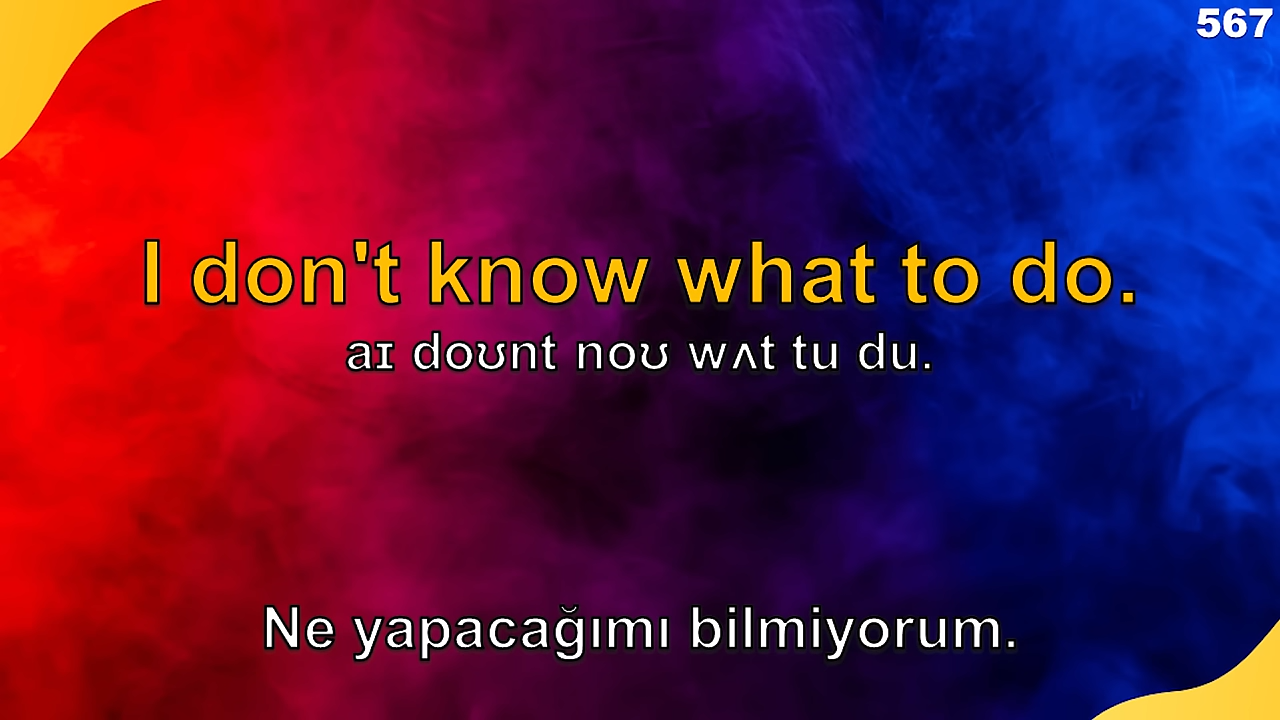 567
I don't know what to do.
aɪ doʊnt noʊ wʌt tu du.
Ne yapacağımı bilmiyorum.